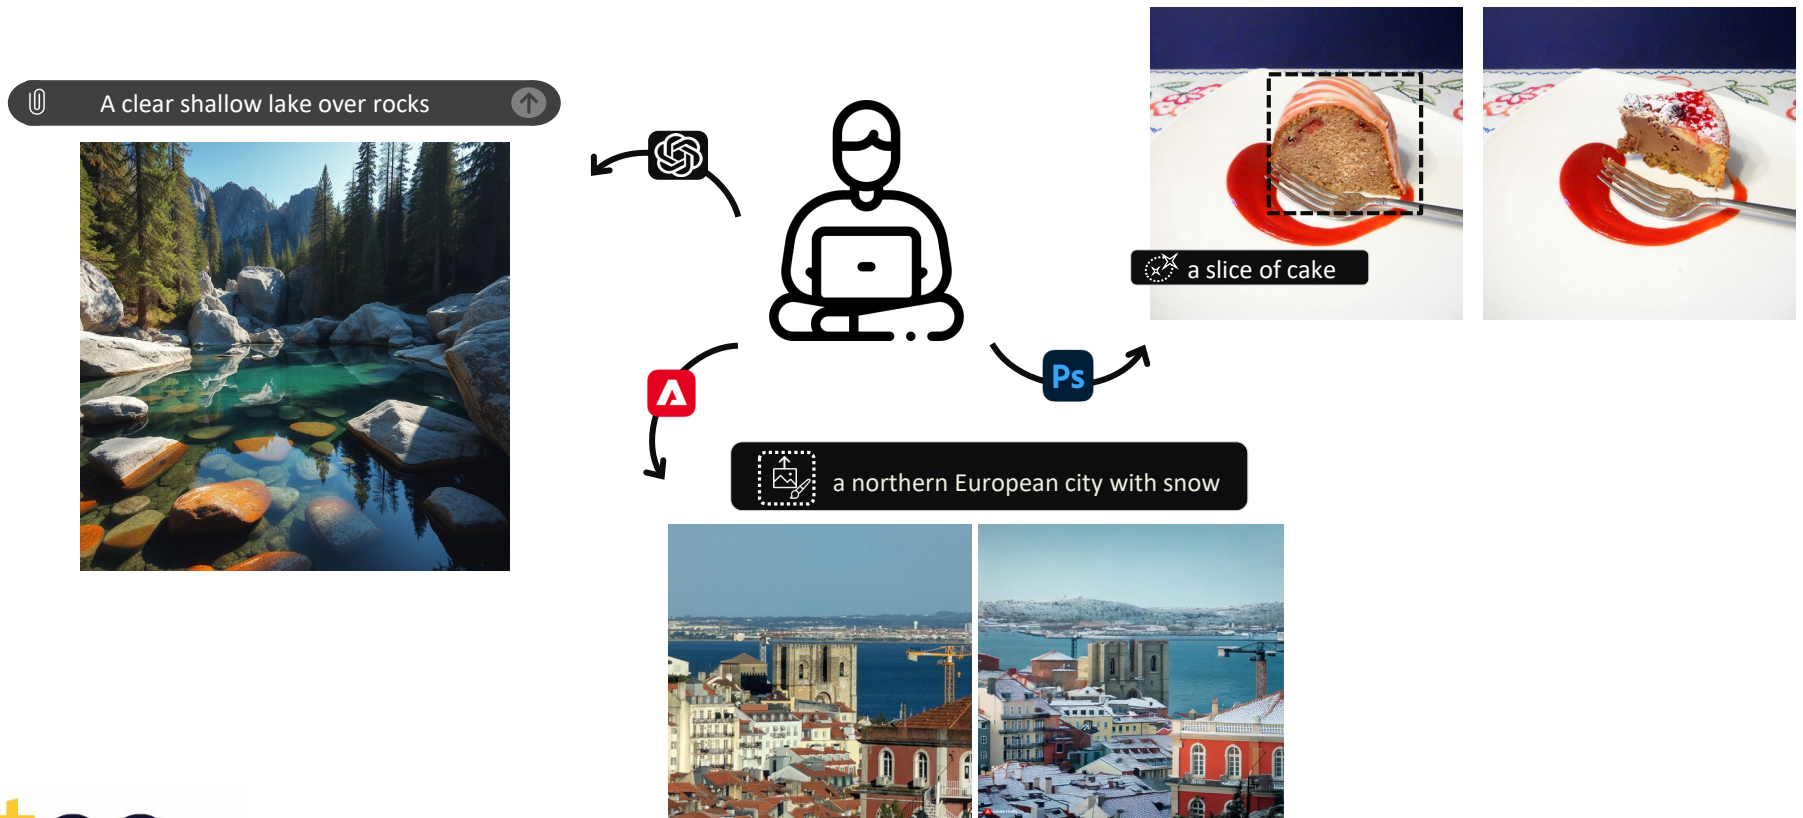 A clear shallow lake over rocks
a slice of cake
Ps
a northern European city with snow